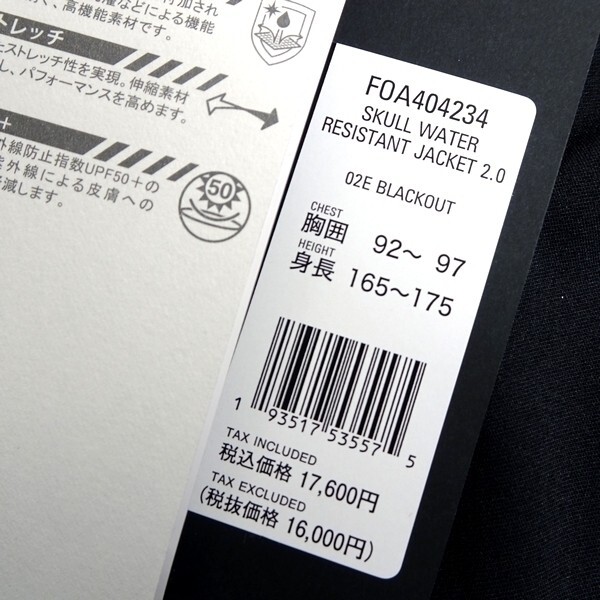 高機能素材です。
トレッチ
ストレッチ性を実現。伸縮素材
し、パフォーマンスを高めます。
+
外線防止指数UPF50+の
外線による皮膚への
減します。
50
FOA404234
SKULL WATER
RESISTANT JACKET 2.0
02E BLACKOUT
CHEST
胸囲 92〜 97
HEIGHT
身長 165〜175
1 93517 53557 5
TAX INCLUDED
税込価格 17,600円
TAX EXCLUDED
(税抜価格 16,000円)